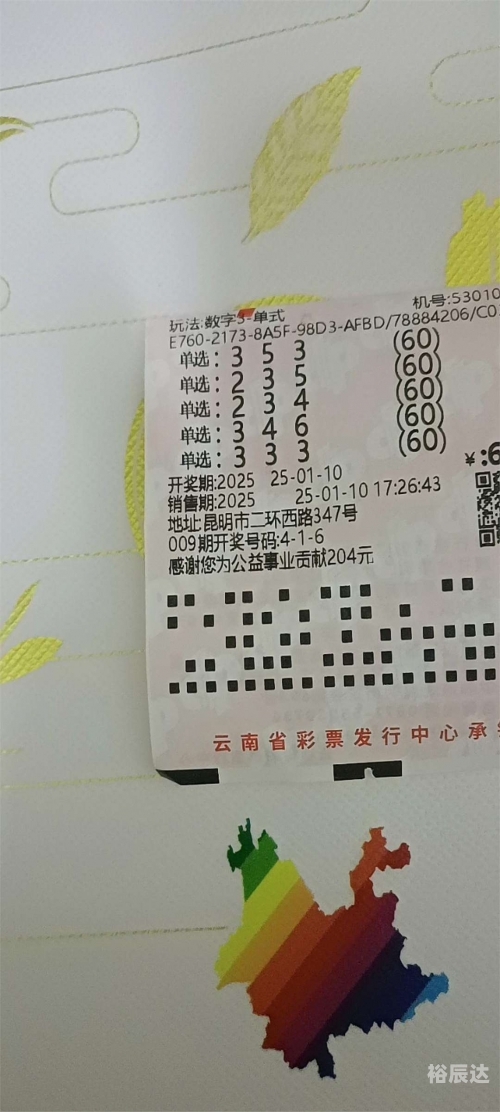 机号:53010
玩法:数字3-单式
E760-2173-8A5F-98D3-AFBD/78884206/C0
单选: 3 5 3 (60)
单选: 2 3 5 (60)
单选: 2 3 4 (60)
单选: 3 4 6 (60)
单选: 3 3 3 (60)
¥:6
开奖期:2025 25-01-10
销售期:2025 25-01-10 17:26:43
地址:昆明市二环西路347号
009期开奖号码:4-1-6
感谢您为公益事业贡献204元
云南省彩票发行中心承
裕辰达